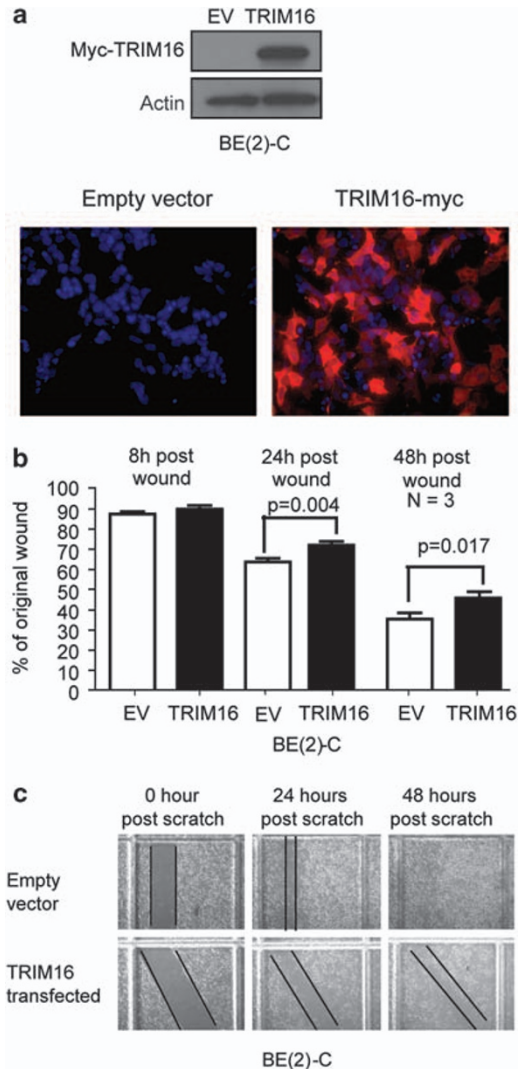 a
EV TRIM16
Myc-TRIM16
Actin
BE(2)-C
Empty vector TRIM16-myc
b
8h post wound
24h post wound
48h post wound
N = 3
p=0.004
p=0.017
% of original wound
90
80
70
60
50
40
30
20
10
0
EV TRIM16 EV TRIM16 EV TRIM16
BE(2)-C
c
0 hour post scratch
24 hours post scratch
48 hours post scratch
Empty vector
TRIM16 transfected
BE(2)-C